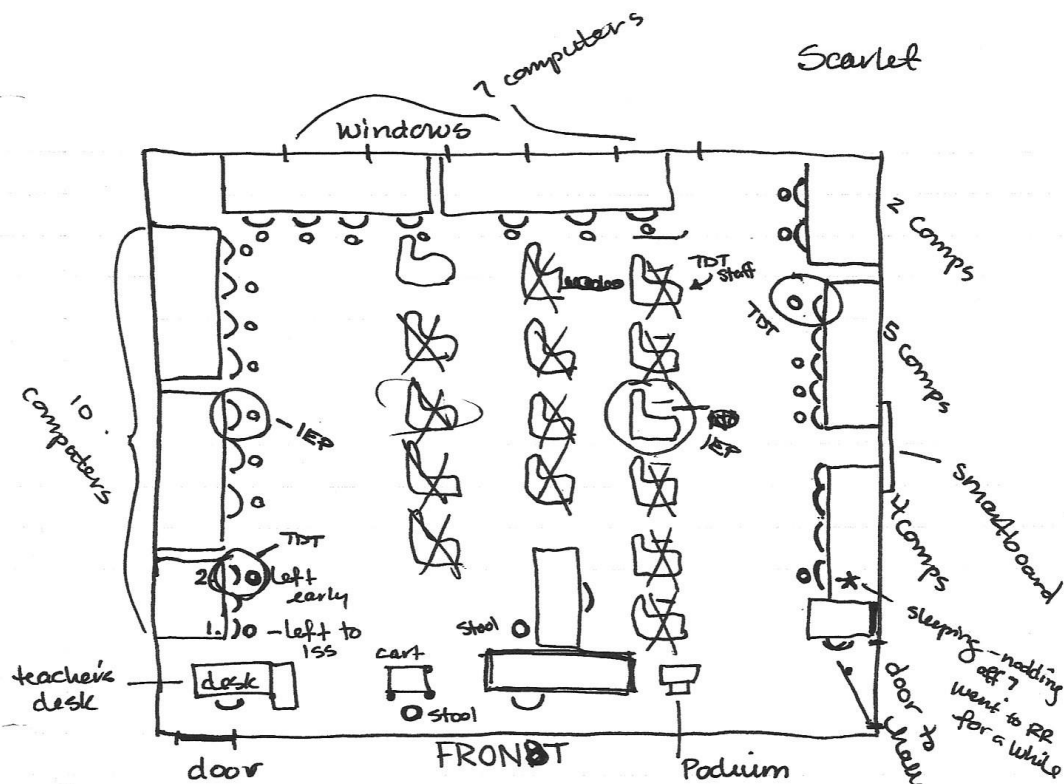 Scarlet
7 computers
windows
2 comps
TDT
staff
TDT
5 comps
10
computers
IEP
IEP
smartboard
4 comps
TDT
2.
left
early
1.
-left to
ISS
*
sleeping - nodding
off?
went to RR
for a while
stool
cart
teacher's
desk
desk
stool
door to
hall
door
FRONT
Podium